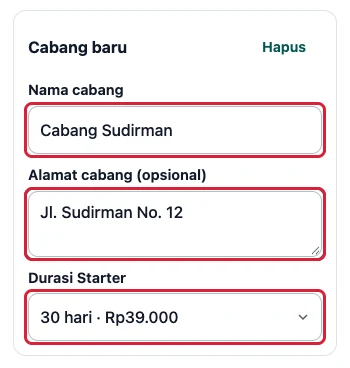 Cabang baru
Hapus
Nama cabang
Cabang Sudirman
Alamat cabang (opsional)
Jl. Sudirman No. 12
Durasi Starter
30 hari · Rp39.000